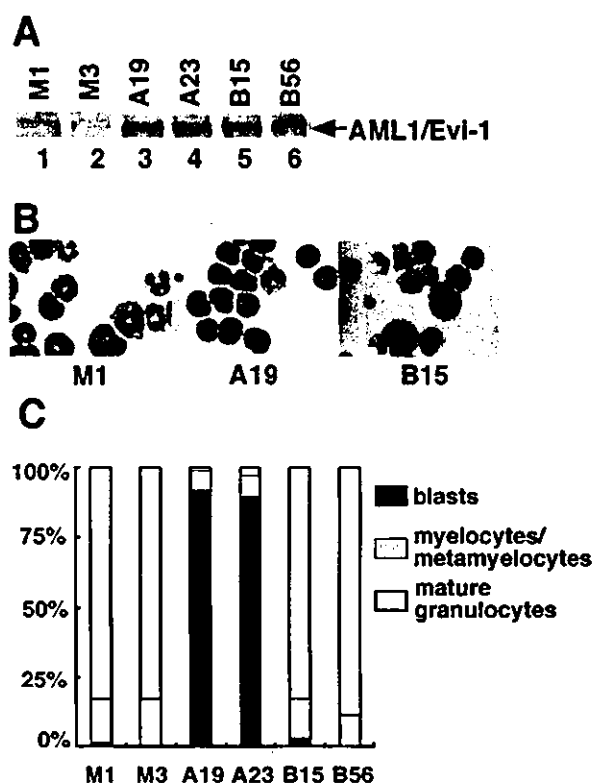 A
M1 M3 A19 A23 B15 B56
AML1/Evi-1
1 2 3 4 5 6
B
M1 A19 B15
C
100%
75%
50%
25%
0%
blasts
myelocytes/
metamyelocytes
mature
granulocytes
M1 M3 A19 A23 B15 B56